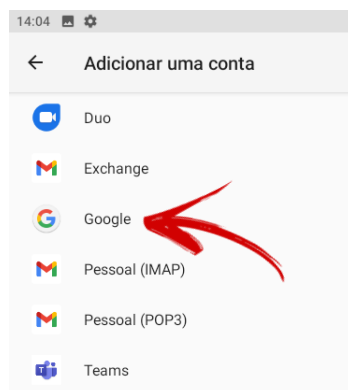 14:04
Adicionar uma conta
Duo
Exchange
Google
Pessoal (IMAP)
Pessoal (POP3)
Teams